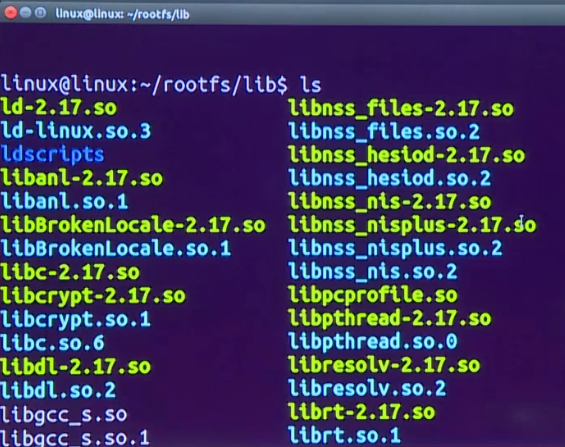 linux@linux: ~/rootfs/lib
linux@linux:~/rootfs/lib$ ls
ld-2.17.so libnss_files-2.17.so
ld-linux.so.3 libnss_files.so.2
ldscripts libnss_hesiod-2.17.so
libanl-2.17.so libnss_hesiod.so.2
libanl.so.1 libnss_nis-2.17.so
libBrokenLocale-2.17.so libnss_nisplus-2.17.so
libBrokenLocale.so.1 libnss_nisplus.so.2
libc-2.17.so libnss_nis.so.2
libcrypt-2.17.so libpcprofile.so
libcrypt.so.1 libpthread-2.17.so
libc.so.6 libpthread.so.0
libdl-2.17.so libresolv-2.17.so
libdl.so.2 libresolv.so.2
libgcc_s.so librt-2.17.so
libgcc_s.so.1 librt.so.1